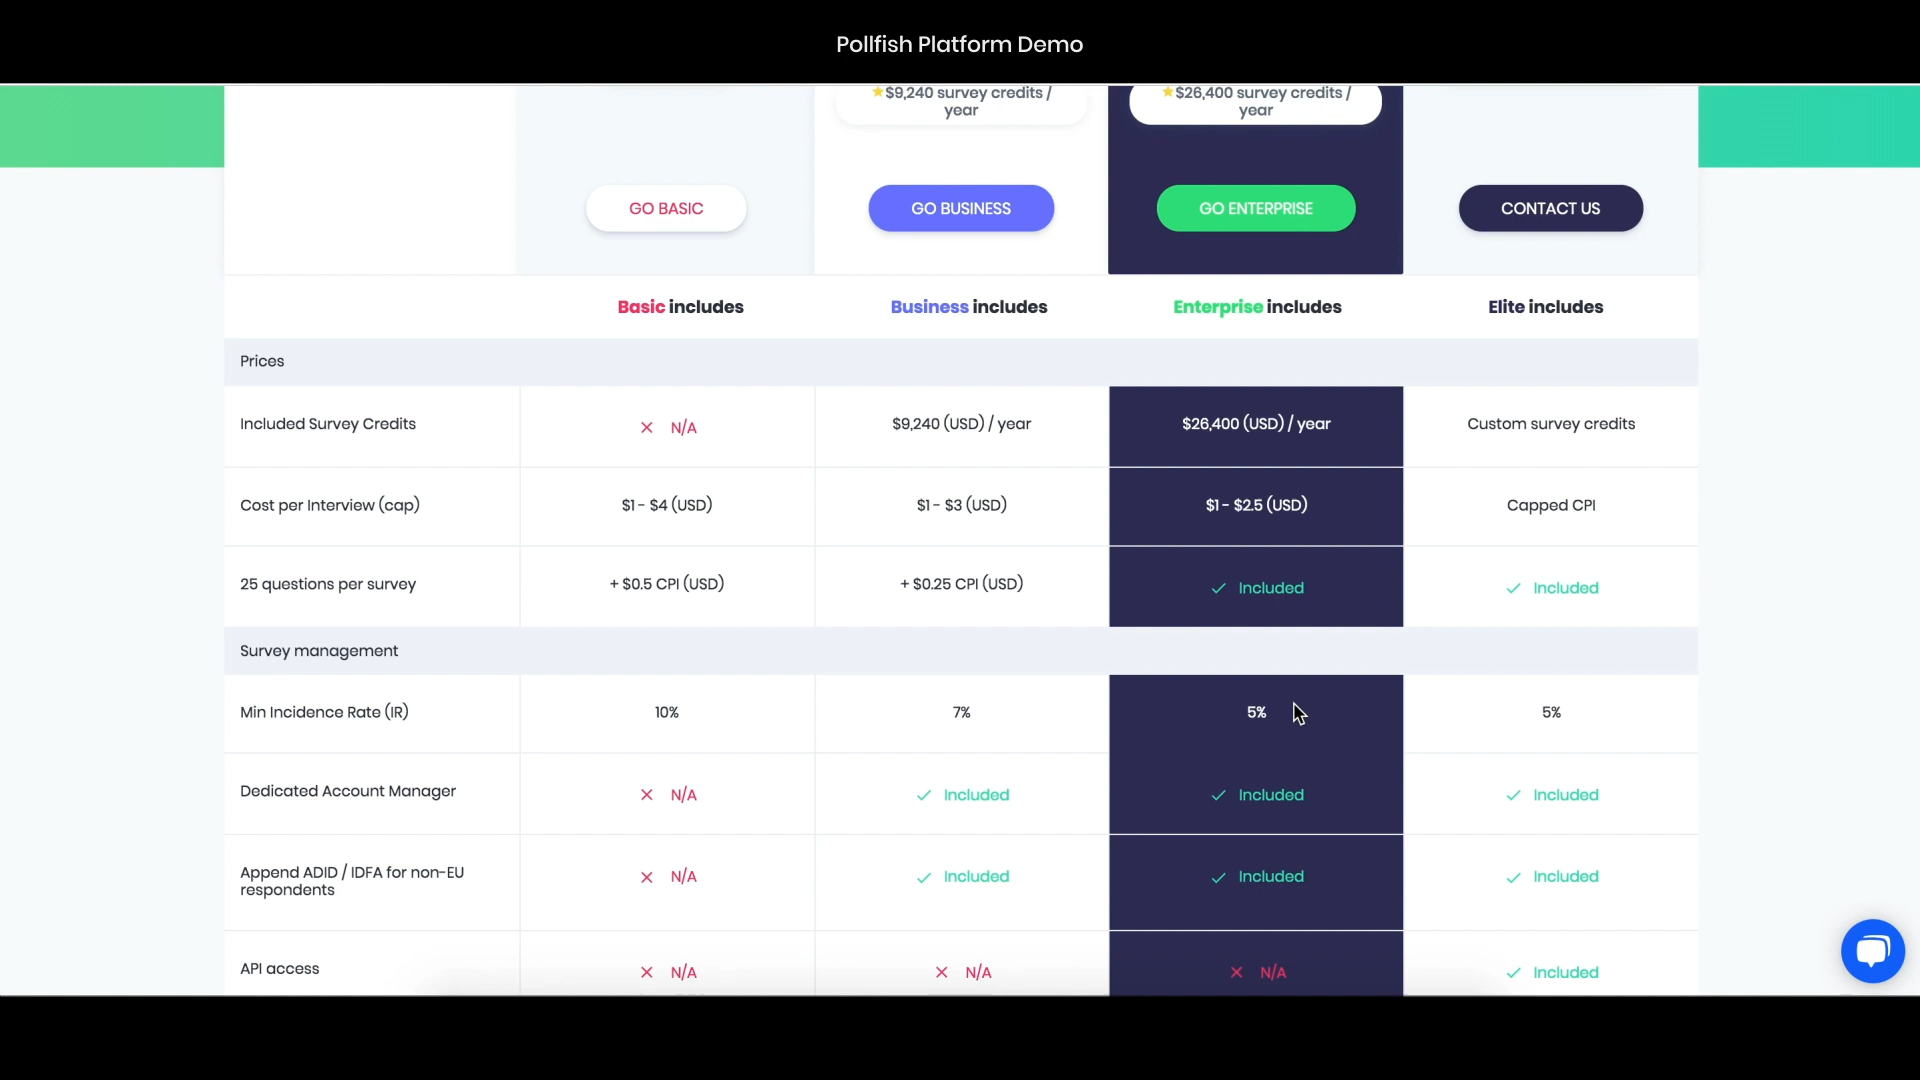 Pollfish Platform Demo
$9,240 survey credits /
year
$26,400 survey credits /
year
GO BASIC
GO BUSINESS
GO ENTERPRISE
CONTACT US
Basic includes
Business includes
Enterprise includes
Elite includes
Prices
Included Survey Credits
N/A
$9,240 (USD) / year
$26,400 (USD) / year
Custom survey credits
Cost per Interview (cap)
$1 - $4 (USD)
$1 - $3 (USD)
$1 - $2.5 (USD)
Capped CPI
25 questions per survey
+ $0.5 CPI (USD)
+ $0.25 CPI (USD)
Included
Included
Survey management
Min Incidence Rate (IR)
10%
7%
5%
5%
Dedicated Account Manager
N/A
Included
Included
Included
Append ADID / IDFA for non-EU
respondents
N/A
Included
Included
Included
API access
N/A
N/A
N/A
Included